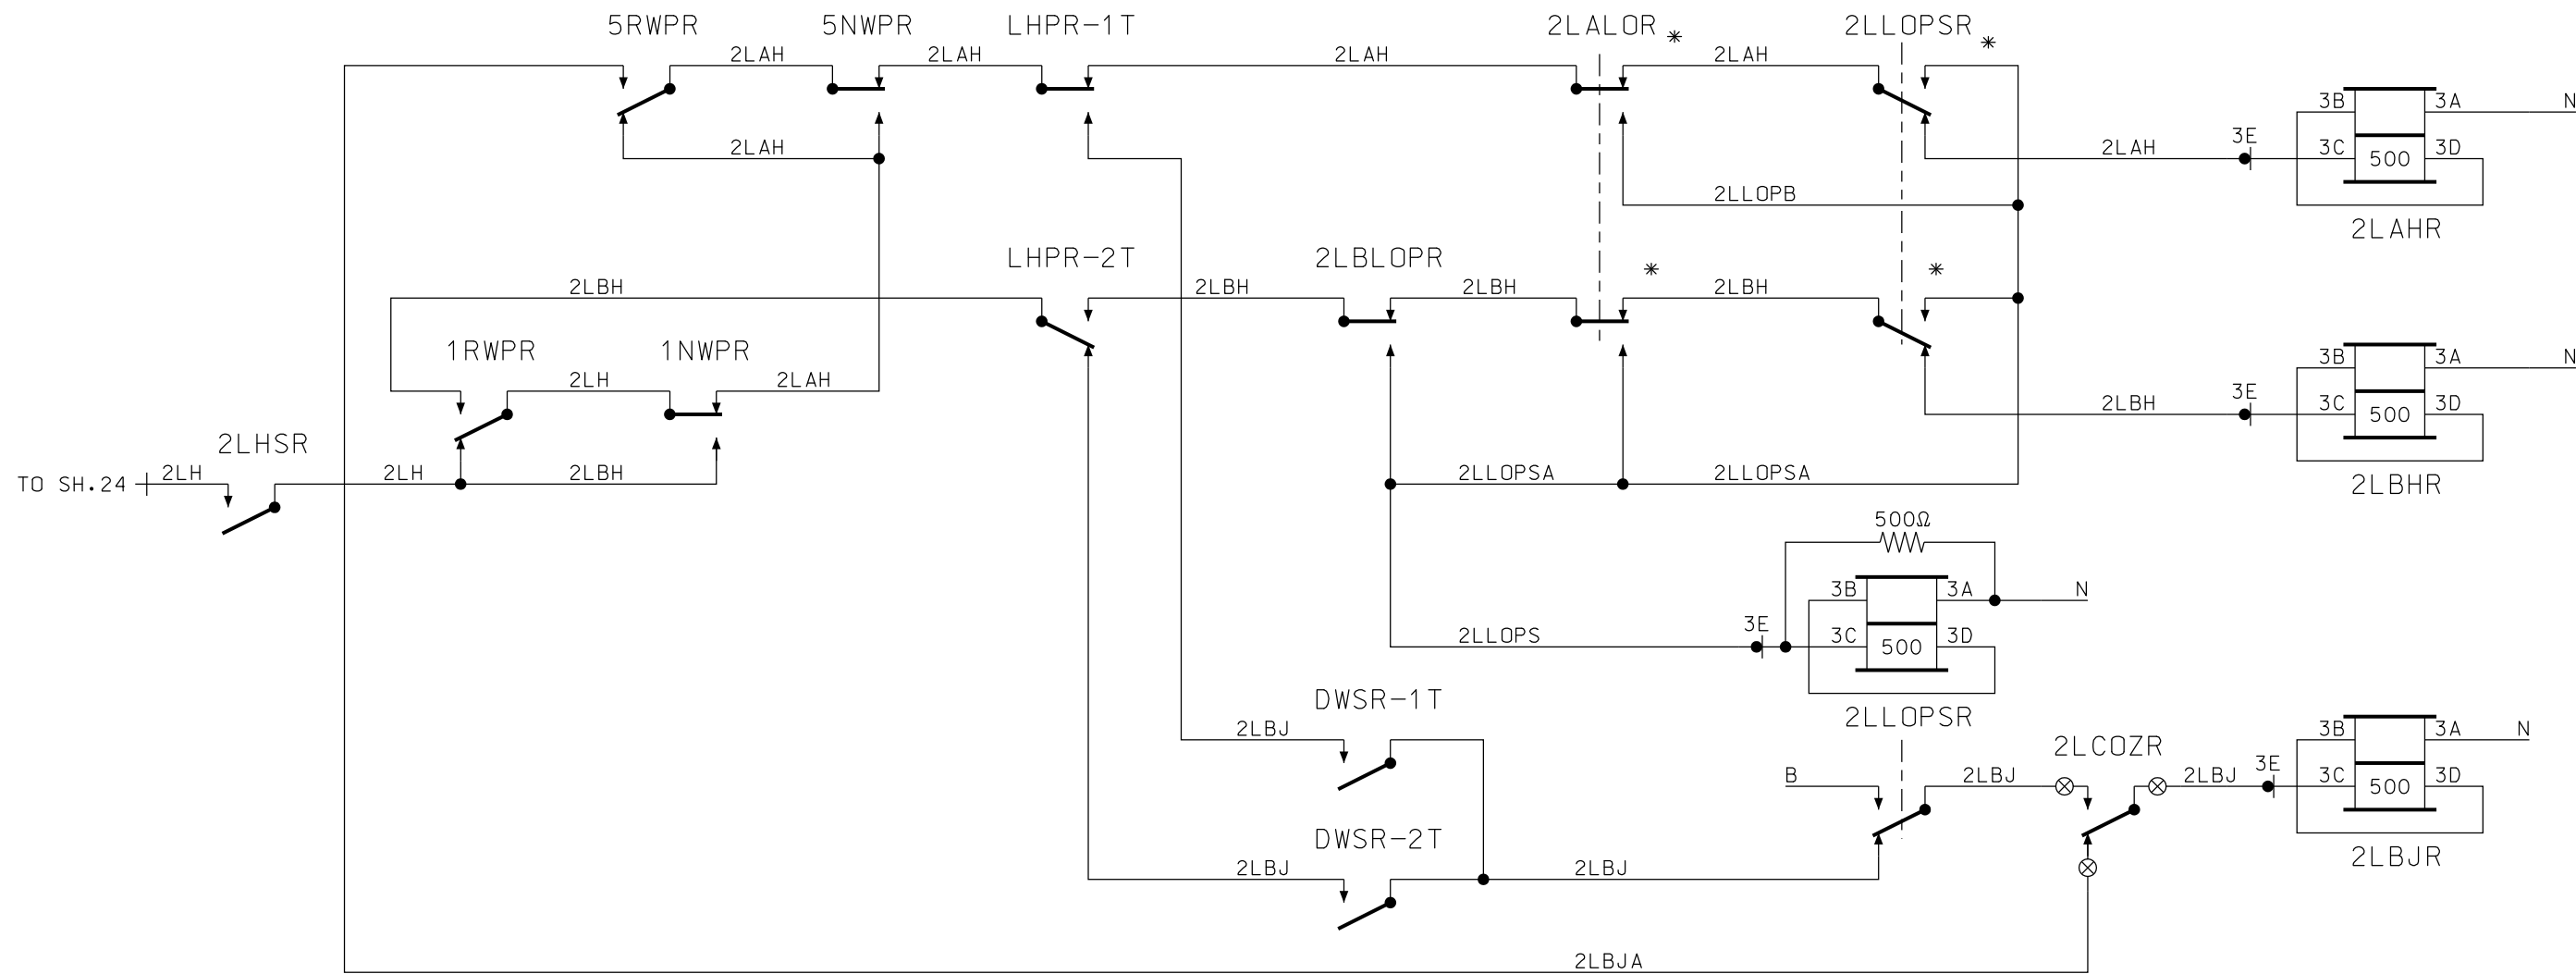 5RWPR 5NWPR LHPR-1T 2LALOR * 2LLOPSR *
2LAH 2LAH 2LAH 2LAH
3B 3A N
3E 2LAH 3C 500 3D
2LAH
2LLOPB
2LAHR
LHPR-2T 2LBLOPR * *
2LBH 2LBH 2LBH 2LBH
1RWPR 1NWPR
3B 3A N
2LH 2LAH
3E 2LBH 3C 500 3D
2LHSR
TO SH.24 2LH 2LH 2LBH 2LLOPSA 2LLOPSA
2LBHR
500Ω
3B 3A N
3E 2LLOPS 3C 500 3D
DWSR-1T
2LLOPSR
2LBJ
3B 3A N
2LCOZR
B 2LBJ 2LBJ 3E 3C 500 3D
DWSR-2T
2LBJR
2LBJ 2LBJ
2LBJA